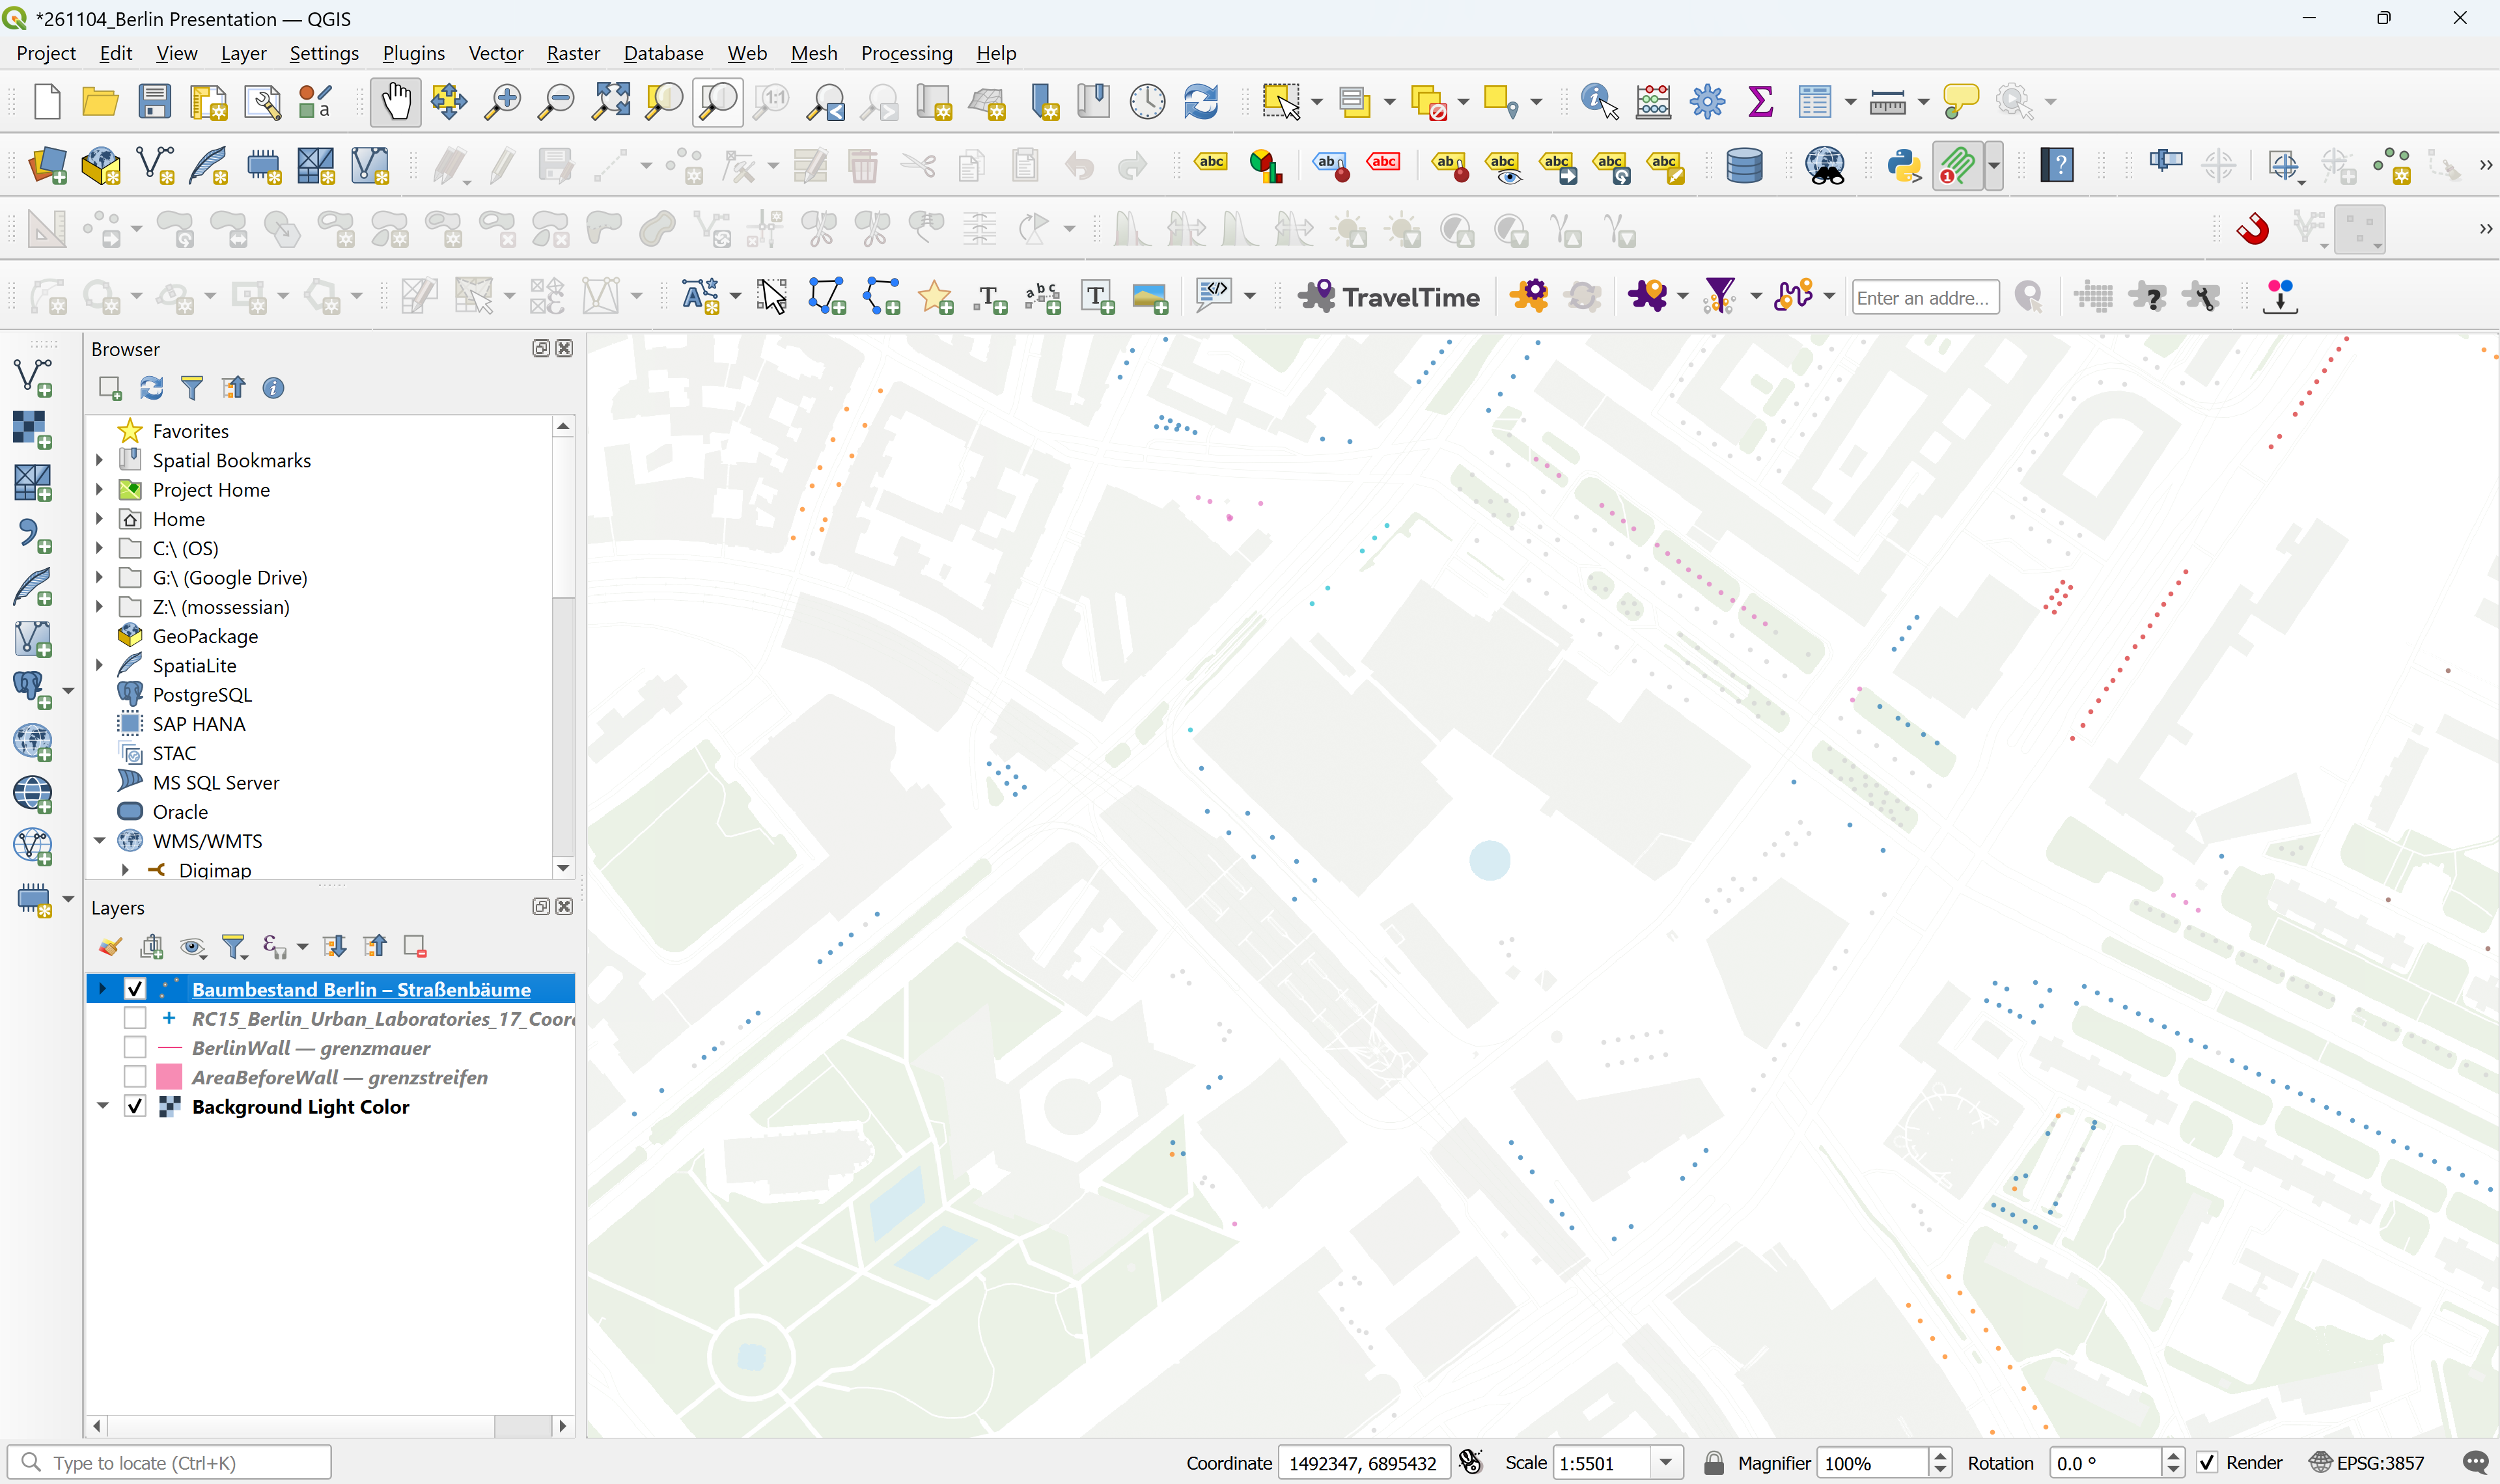 *261104_Berlin Presentation — QGIS
Project Edit View Layer Settings Plugins Vector Raster Database Web Mesh Processing Help
TravelTime
Enter an addre...
Browser
Favorites
Spatial Bookmarks
Project Home
Home
C:\ (OS)
G:\ (Google Drive)
Z:\ (mossessian)
GeoPackage
SpatiaLite
PostgreSQL
SAP HANA
STAC
MS SQL Server
Oracle
WMS/WMTS
Digimap
Layers
Baumbestand Berlin – Straßenbäume
RC15_Berlin_Urban_Laboratories_17_Coor
BerlinWall — grenzmauer
AreaBeforeWall — grenzstreifen
Background Light Color
Type to locate (Ctrl+K)
Coordinate 1492347, 6895432 Scale 1:5501 Magnifier 100% Rotation 0.0 ° Render EPSG:3857